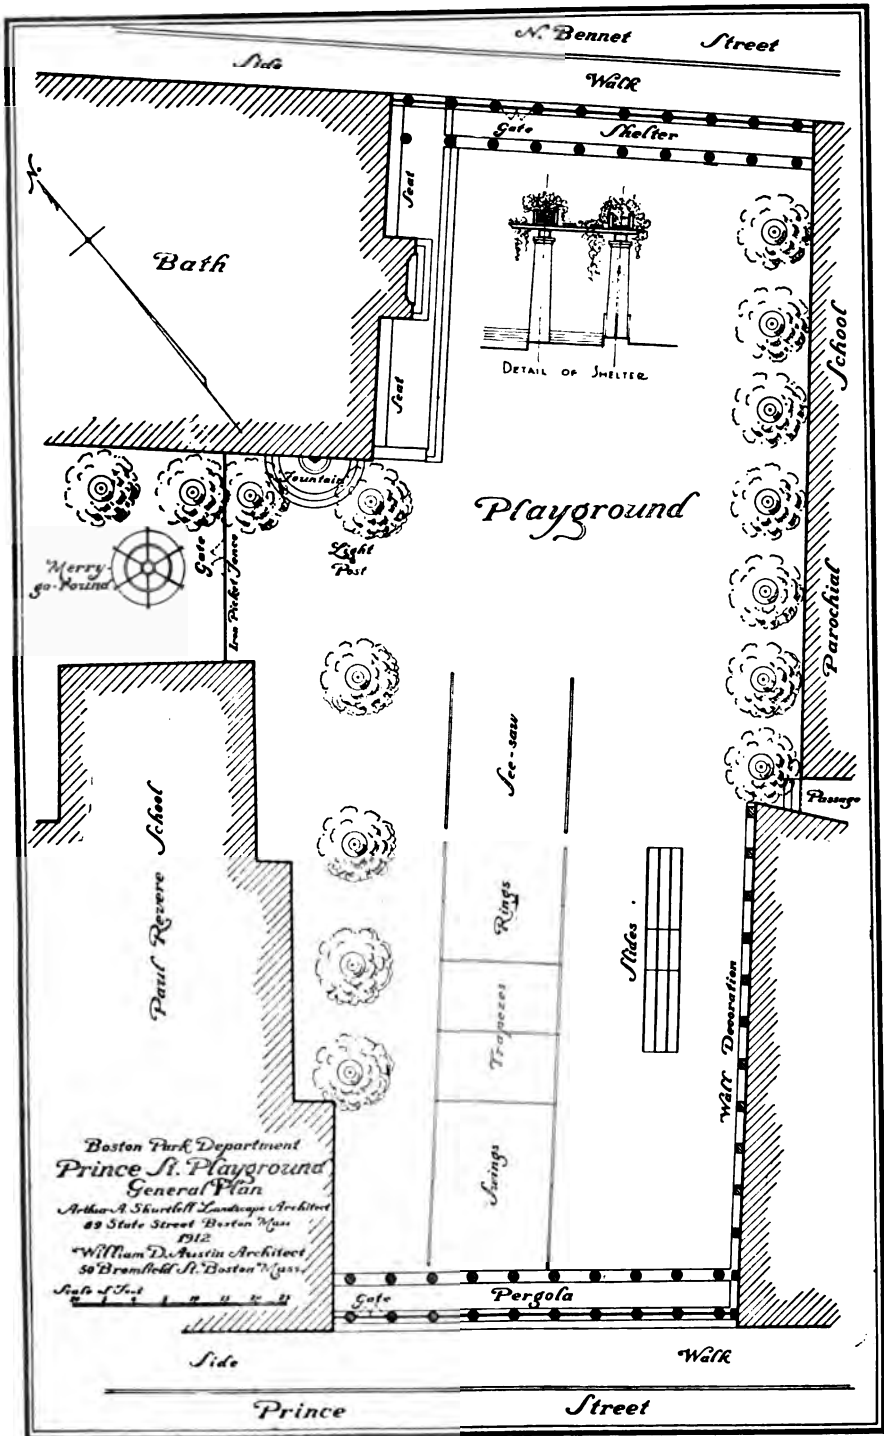 N. Bennet Street
Side Walk
Gate Shelter
Seat
N.
Bath
DETAIL OF SHELTER
School
Seat
Fountain
Playground
Light
Post
Gate
Iron Picket Fence
Merry-
go-Round
Parochial
See-saw
Passage
Paul Revere School
Rings
Slides
Trapezes
Wall Decoration
Swings
Boston Park Department
Prince St. Playground
General Plan
Arthur A. Shurtleff Landscape Architect
89 State Street Boston Mass
1912
William D. Austin Architect
50 Bromfield St. Boston Mass.
Scale of Feet
Pergola
Gate
Side Walk
Prince Street